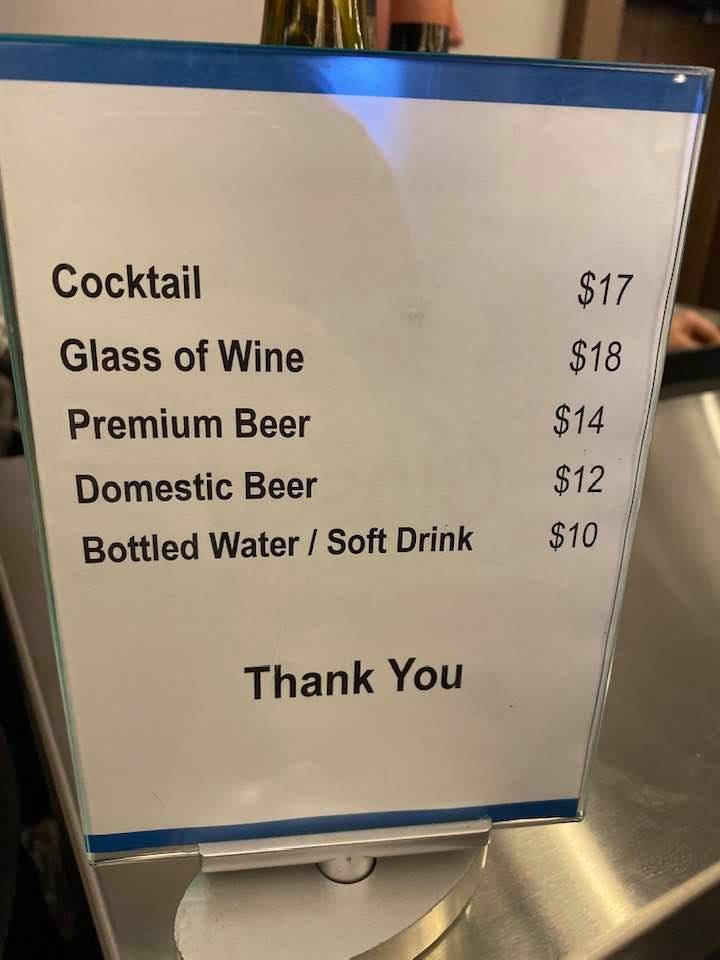 Cocktail $17
Glass of Wine $18
Premium Beer $14
Domestic Beer $12
Bottled Water / Soft Drink $10
Thank You